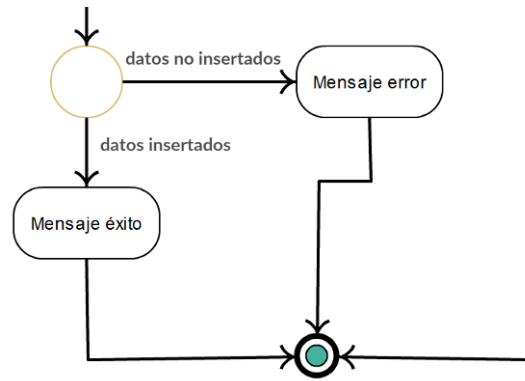 datos no insertados
Mensaje error
datos insertados
Mensaje éxito